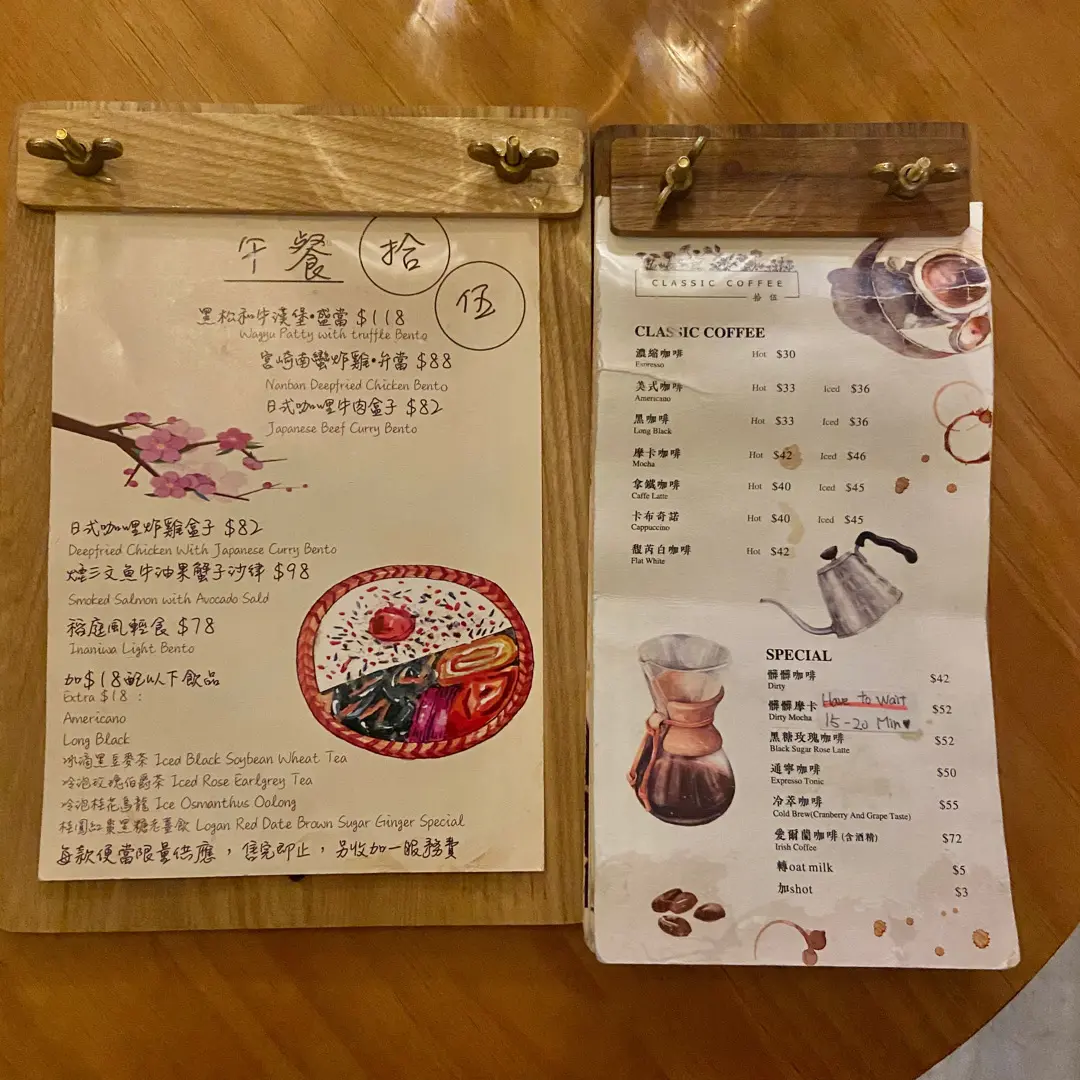 午餐
拾
伍
黑松和牛漢堡•盛當 $118
Wagyu Patty with truffle Bento
宮崎南蠻炸雞•弁當 $88
Nanban Deepfried Chicken Bento
日式咖哩牛肉盒子 $82
Japanese Beef Curry Bento
日式咖哩炸雞盒子 $82
Deepfried Chicken With Japanese Curry Bento
燻三文魚牛油果蟹子沙律 $98
Smoked Salmon with Avocado Sald
稻庭風輕食 $78
Inaniwa Light Bento
加$18配以下飲品
Extra $18 :
Americano
Long Black
冰滴黑豆麥茶 Iced Black Soybean Wheat Tea
冷泡玫瑰伯爵茶 Iced Rose Earlgrey Tea
冷泡桂花烏龍 Ice Osmanthus Oolong
桂圓紅棗黑糖老薑飲 Logan Red Date Brown Sugar Ginger Special
每款便當限量供應，售完即止，另收加一服務費
CLASSIC COFFEE
拾伍
CLASSIC COFFEE
濃縮咖啡 Hot $30
Espresso
美式咖啡 Hot $33 Iced $36
Americano
黑咖啡 Hot $33 Iced $36
Long Black
摩卡咖啡 Hot $42 Iced $46
Mocha
拿鐵咖啡 Hot $40 Iced $45
Caffe Latte
卡布奇諾 Hot $40 Iced $45
Cappuccino
馥芮白咖啡 Hot $42
Flat White
SPECIAL
髒髒咖啡 $42
Dirty
髒髒摩卡 Have to wait $52
Dirty Mocha 15-20 Min♥
黑糖玫瑰咖啡 $52
Black Sugar Rose Latte
通寧咖啡 $50
Expresso Tonic
冷萃咖啡 $55
Cold Brew(Cranberry And Grape Taste)
愛爾蘭咖啡(含酒精) $72
Irish Coffee
轉oat milk $5
加shot $3